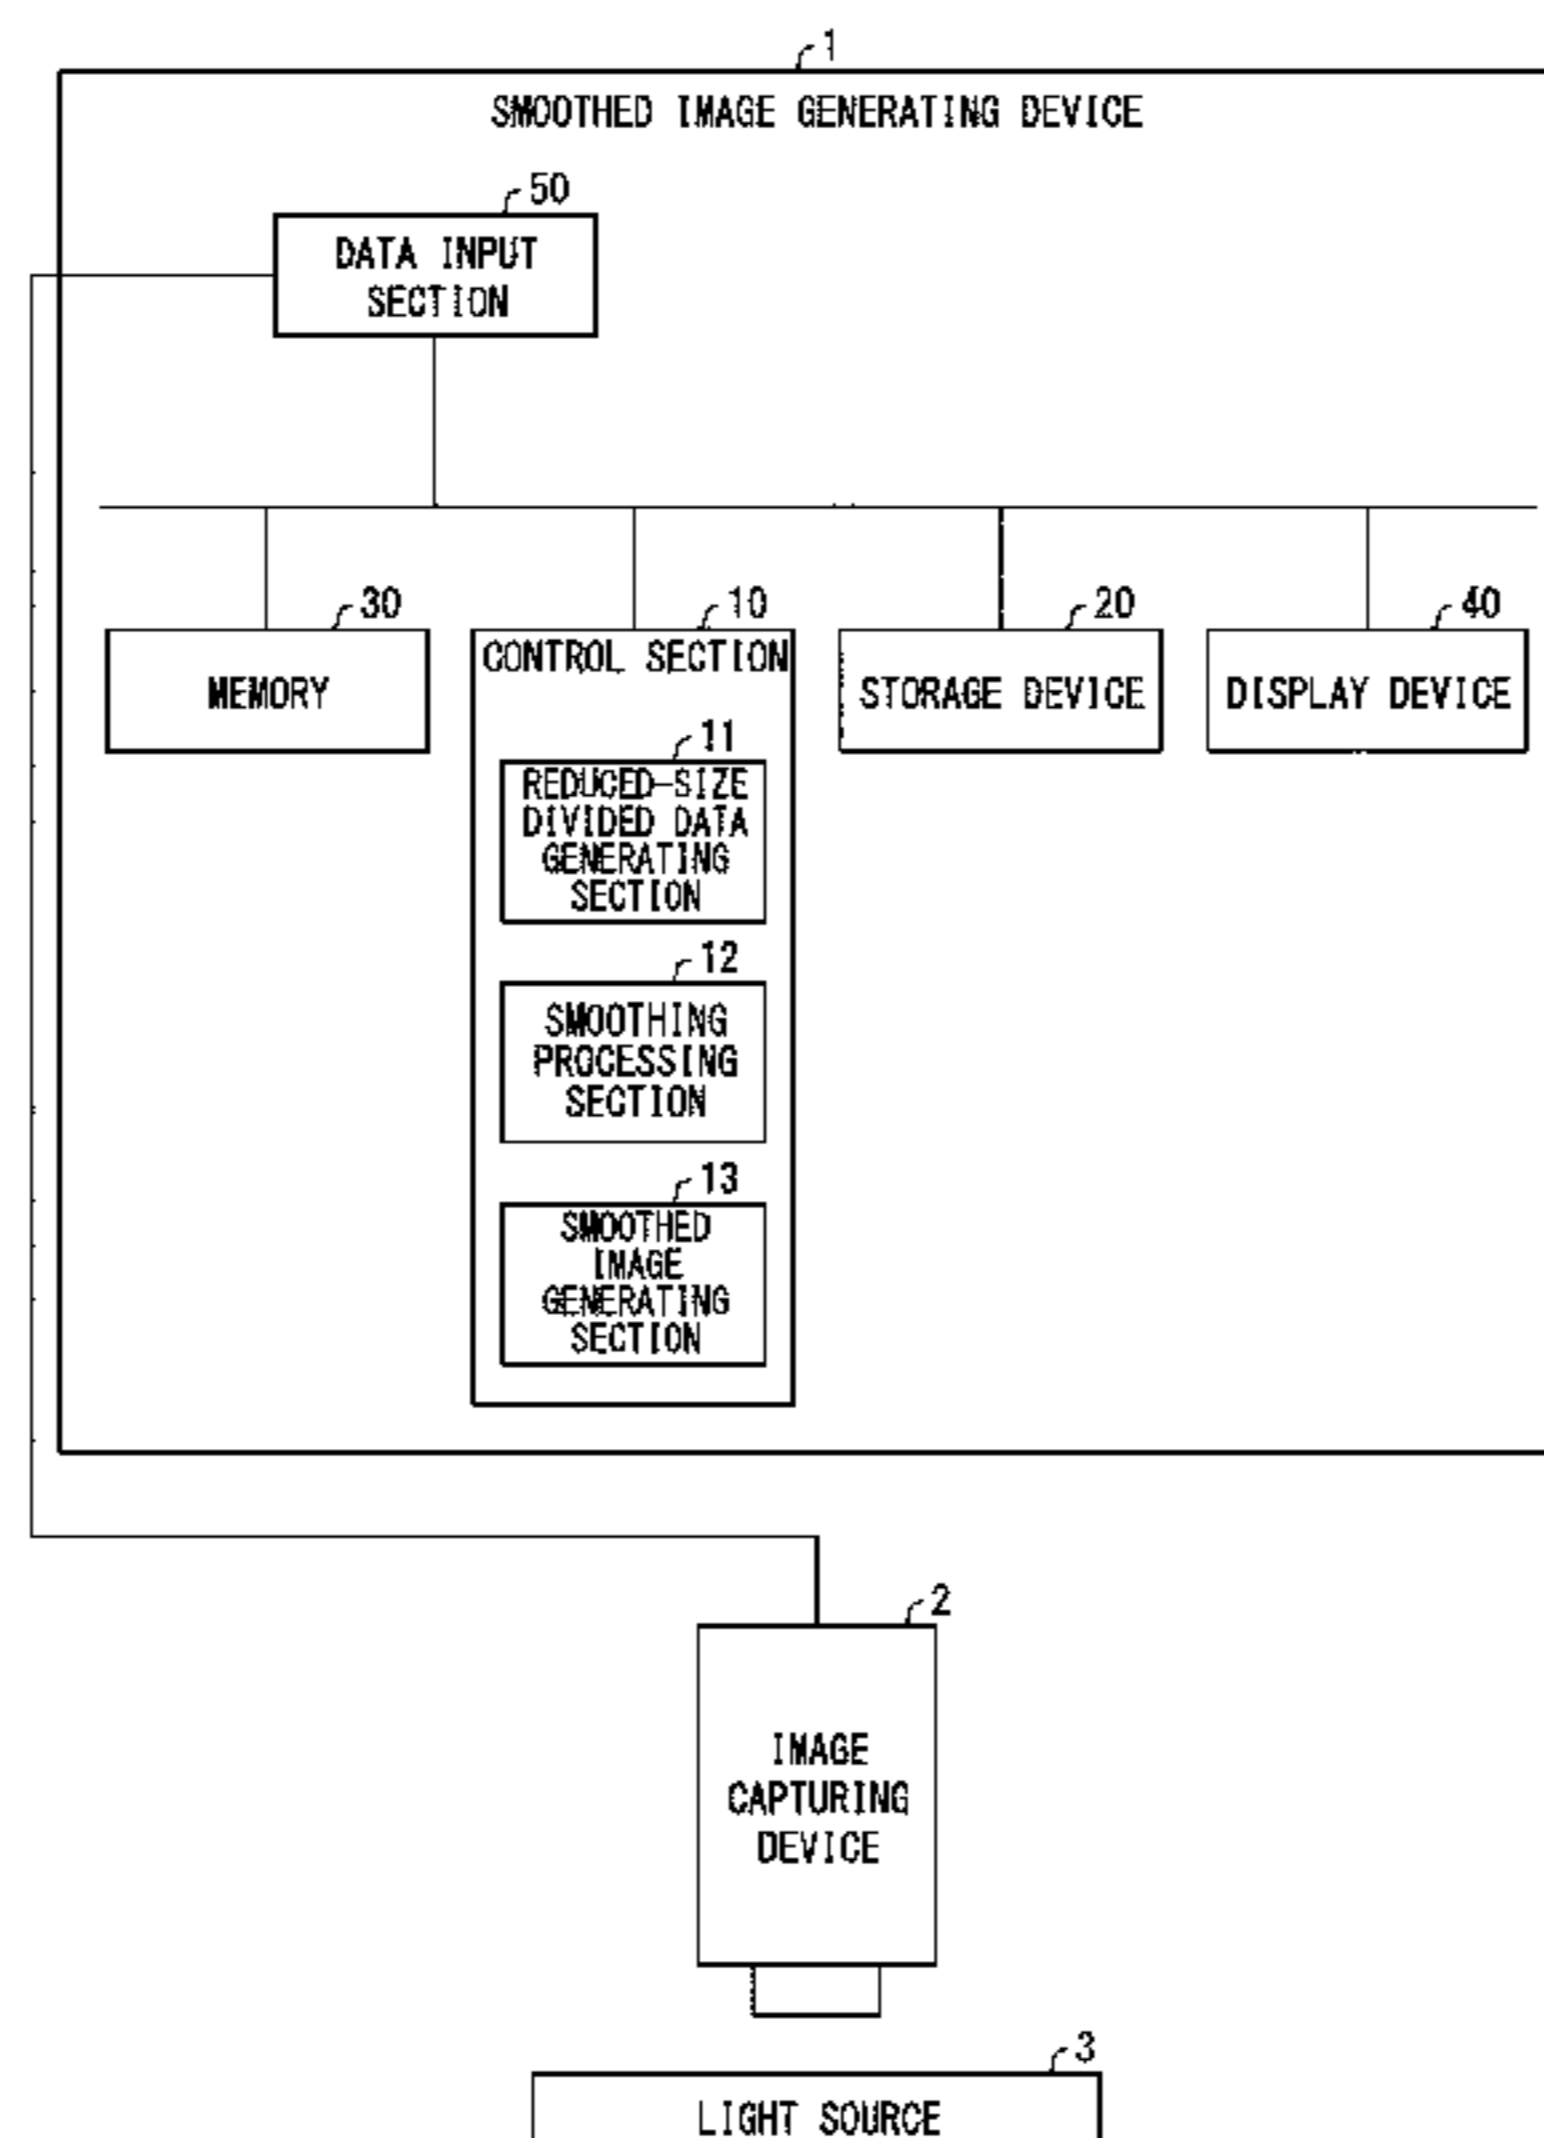 1
SMOOTHED IMAGE GENERATING DEVICE
50
DATA INPUT
SECTION
30
MEMORY
10
CONTROL SECTION
11
REDUCED-SIZE
DIVIDED DATA
GENERATING
SECTION
12
SMOOTHING
PROCESSING
SECTION
13
SMOOTHED
IMAGE
GENERATING
SECTION
20
STORAGE DEVICE
40
DISPLAY DEVICE
2
IMAGE
CAPTURING
DEVICE
3
LIGHT SOURCE